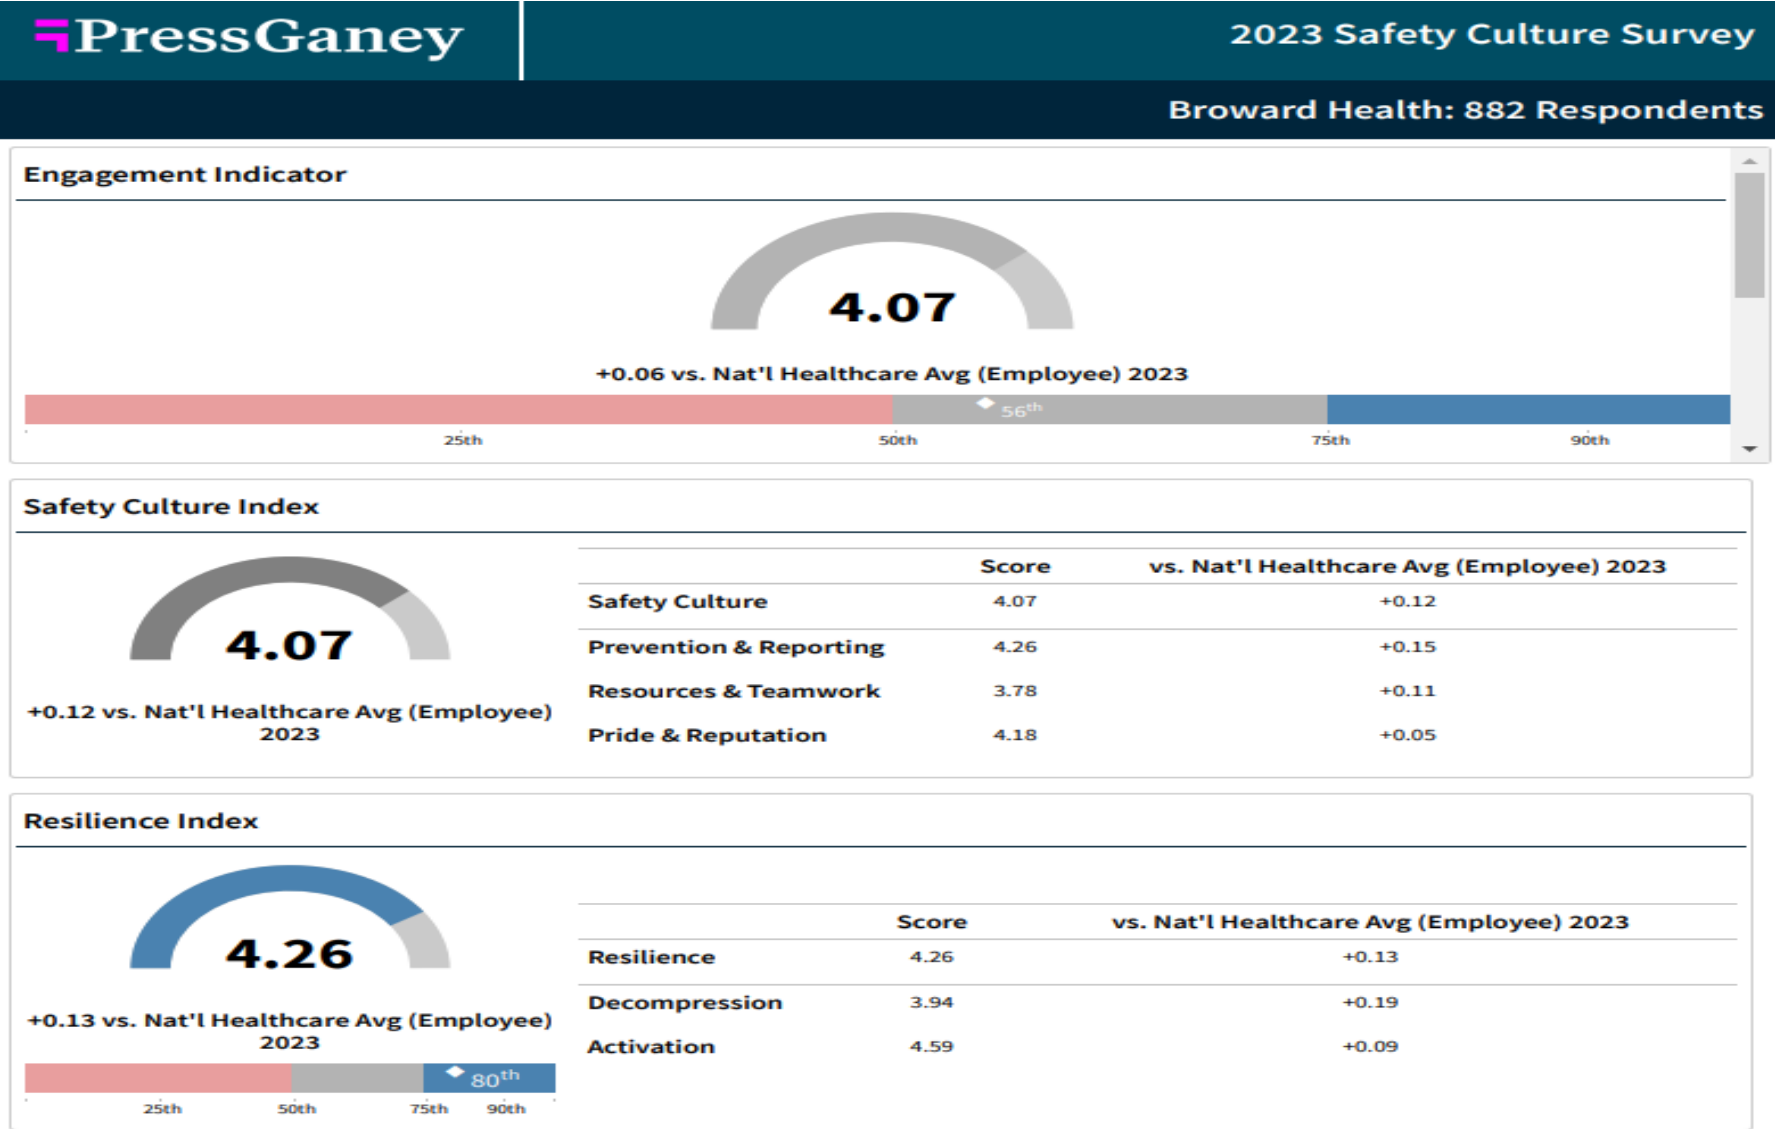 PressGaney
2023 Safety Culture Survey
Broward Health: 882 Respondents
Engagement Indicator
4.07
+0.06 vs. Nat'l Healthcare Avg (Employee) 2023
56th
25th 50th 75th 90th
Safety Culture Index
4.07
+0.12 vs. Nat'l Healthcare Avg (Employee)
2023
Score vs. Nat'l Healthcare Avg (Employee) 2023
Safety Culture 4.07 +0.12
Prevention & Reporting 4.26 +0.15
Resources & Teamwork 3.78 +0.11
Pride & Reputation 4.18 +0.05
Resilience Index
4.26
+0.13 vs. Nat'l Healthcare Avg (Employee)
2023
80th
25th 50th 75th 90th
Score vs. Nat'l Healthcare Avg (Employee) 2023
Resilience 4.26 +0.13
Decompression 3.94 +0.19
Activation 4.59 +0.09